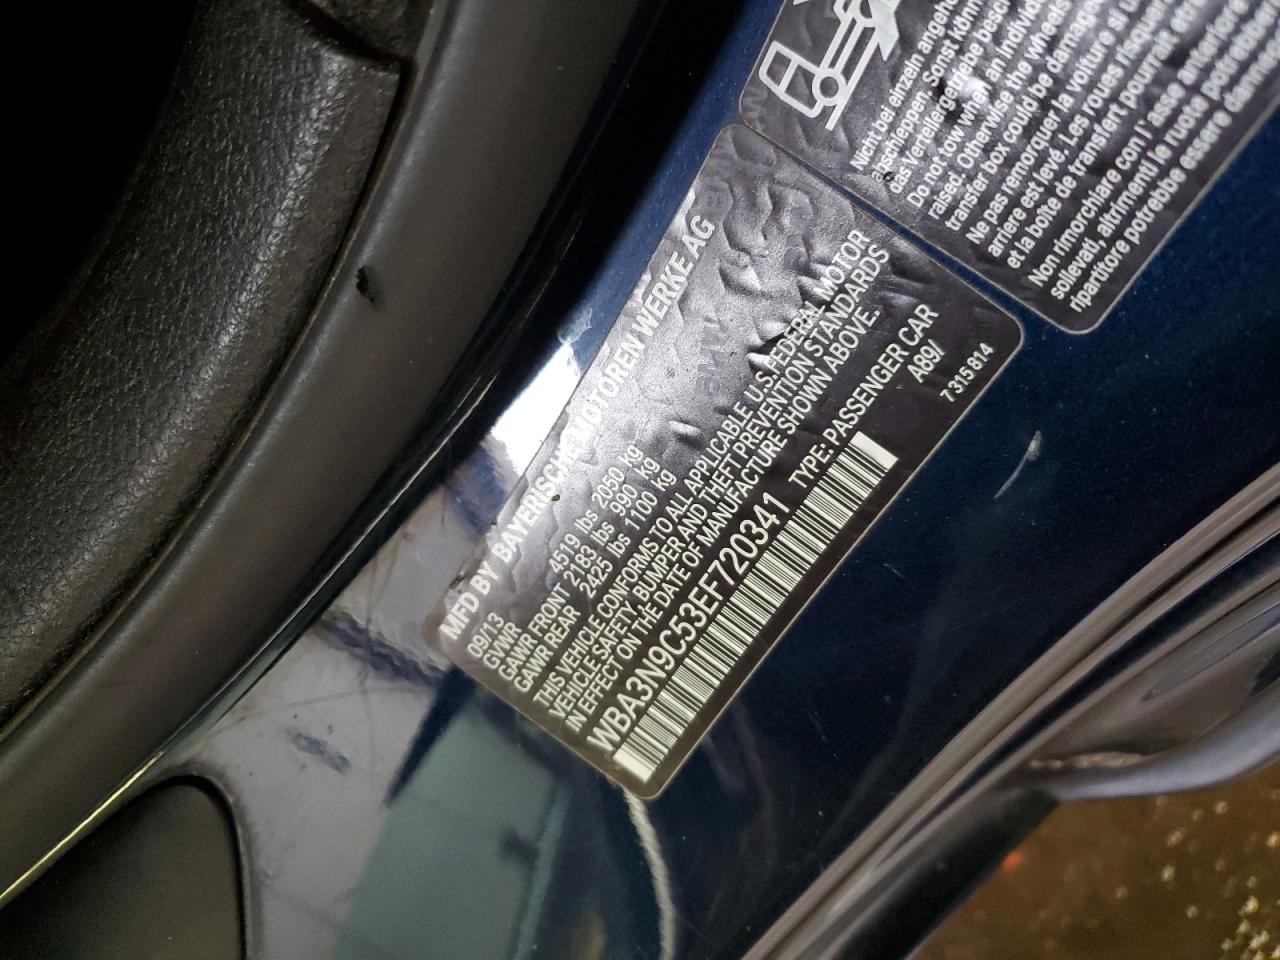 MFD BY BAYERISCHE MOTOREN WERKE AG
09/13
GVWR 4519 lbs 2050 kg
GAWR FRONT 2183 lbs 990 kg
GAWR REAR 2425 lbs 1100 kg
THIS VEHICLE CONFORMS TO ALL APPLICABLE U.S. FEDERAL MOTOR
VEHICLE SAFETY, BUMPER AND THEFT PREVENTION STANDARDS
IN EFFECT ON THE DATE OF MANUFACTURE SHOWN ABOVE.
WBA3N9C53EF720341 TYPE: PASSENGER CAR
A89/
7 315 814
Nicht bei einzeln
abschleppen. Sonst
das Verteilergetriebe
Do not tow when an individual
raised. Otherwise the wheels
transfer box could be damaged
Ne pas remorquer la voiture si
arrière est levé. Les roues risquent
et la boîte de transfert pourrait
Non rimorchiare con l'asse anteriore
sollevati, altrimenti le ruote potrebbero
ripartitore potrebbe essere